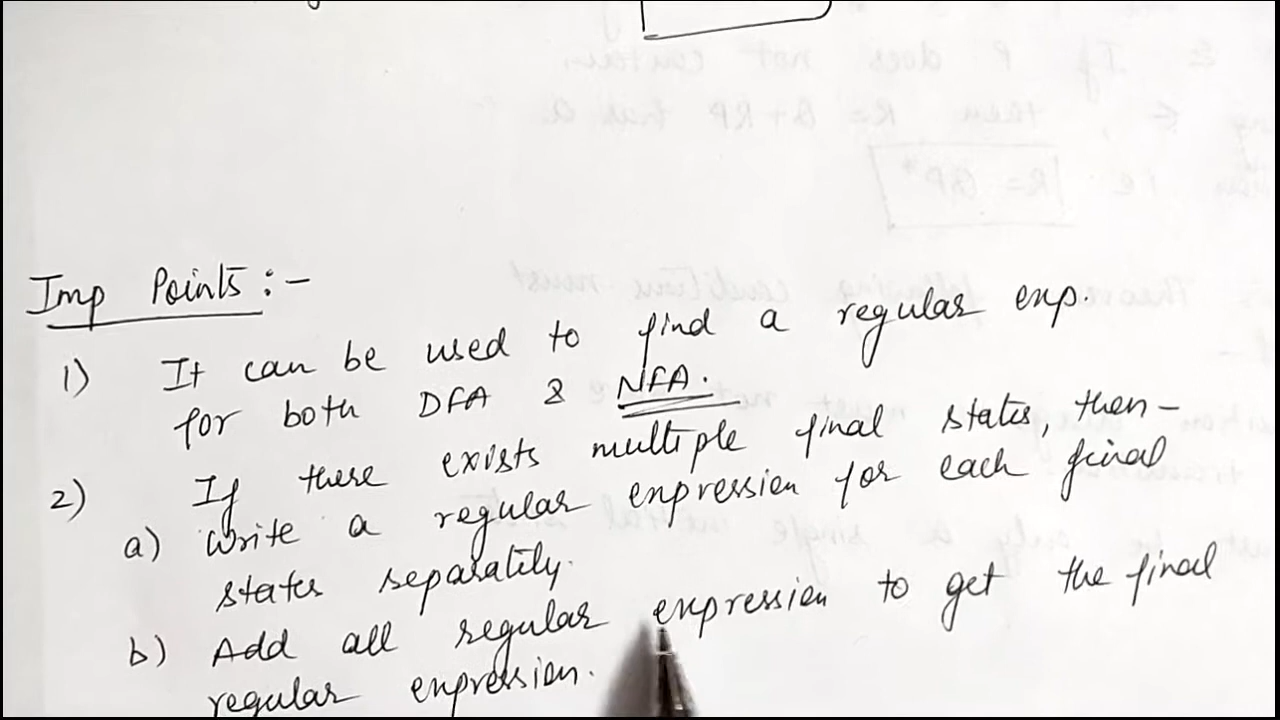 Imp Points :-
1) It can be used to find a regular exp.
for both DFA & NFA.
2) If there exists multiple final states, then -
a) Write a regular expression for each final
states separately.
b) Add all regular expression to get the final
regular expression.